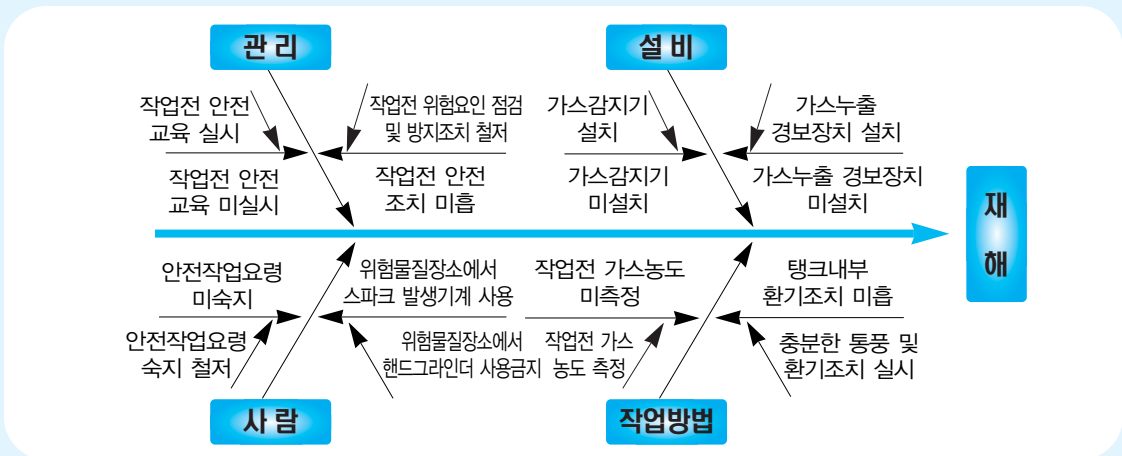 관 리
설 비
작업전 안전
교육 실시
작업전 위험요인 점검
및 방지조치 철저
가스감지기
설치
가스누출
경보장치 설치
작업전 안전
교육 미실시
작업전 안전
조치 미흡
가스감지기
미설치
가스누출 경보장치
미설치
재
해
안전작업요령
미숙지
위험물질장소에서
스파크 발생기계 사용
작업전 가스농도
미측정
탱크내부
환기조치 미흡
안전작업요령
숙지 철저
위험물질장소에서
핸드그라인더 사용금지
작업전 가스
농도 측정
충분한 통풍 및
환기조치 실시
사 람
작업방법